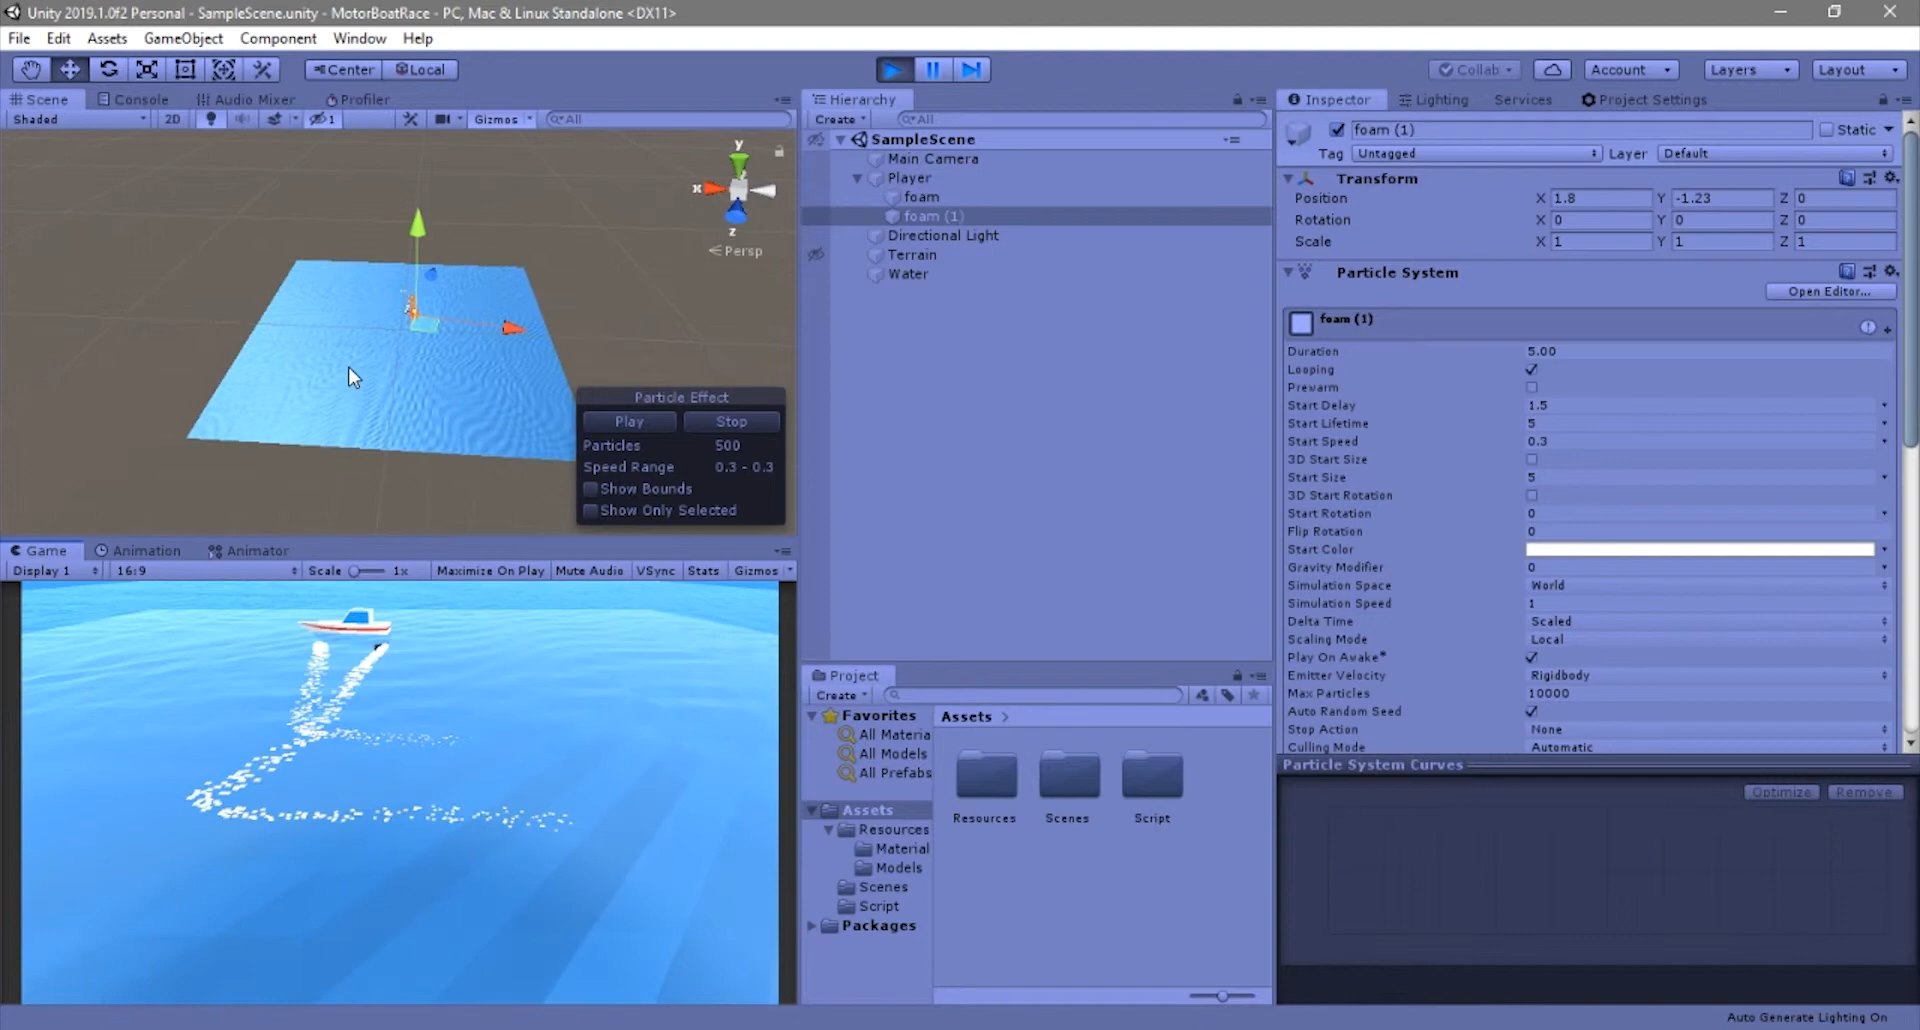 Unity 2019.1.0f2 Personal - SampleScene.unity - MotorBoatRace - PC, Mac & Linux Standalone <DX11>
File Edit Assets GameObject Component Window Help
Center Local
Collab Account Layers Layout
Scene Console Audio Mixer Profiler
Shaded 2D 1 Gizmos All
y
x
z
Persp
Particle Effect
Play Stop
Particles 500
Speed Range 0.3 - 0.3
Show Bounds
Show Only Selected
Game Animation Animator
Display 1 16:9 Scale 1x Maximize On Play Mute Audio VSync Stats Gizmos
Hierarchy
Create All
SampleScene
Main Camera
Player
foam
foam (1)
Directional Light
Terrain
Water
Project
Create
Favorites
All Materia
All Models
All Prefabs
Assets
Resources
Material
Models
Scenes
Script
Packages
Assets
Resources Scenes Script
Inspector Lighting Services Project Settings
foam (1) Static
Tag Untagged Layer Default
Transform
Position X 1.8 Y -1.23 Z 0
Rotation X 0 Y 0 Z 0
Scale X 1 Y 1 Z 1
Particle System
Open Editor...
foam (1)
Duration 5.00
Looping
Prewarm
Start Delay 1.5
Start Lifetime 5
Start Speed 0.3
3D Start Size
Start Size 5
3D Start Rotation
Start Rotation 0
Flip Rotation 0
Start Color
Gravity Modifier 0
Simulation Space World
Simulation Speed 1
Delta Time Scaled
Scaling Mode Local
Play On Awake*
Emitter Velocity Rigidbody
Max Particles 10000
Auto Random Seed
Stop Action None
Culling Mode Automatic
Particle System Curves
Optimize Remove
Auto Generate Lighting On